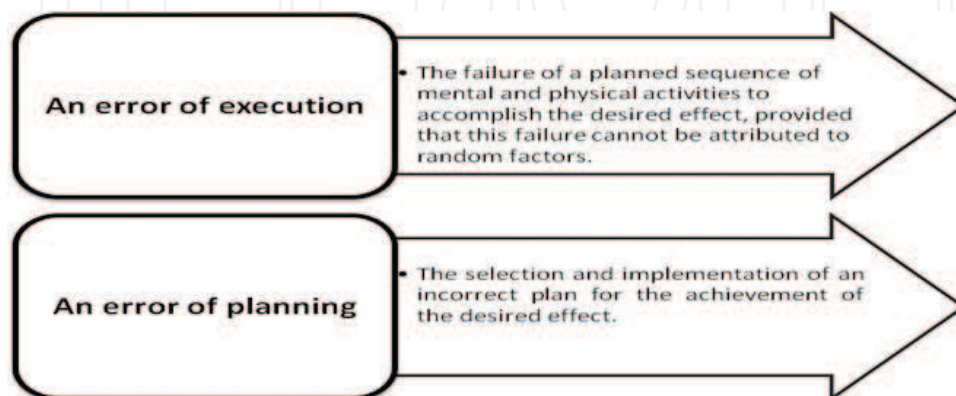 An error of execution
• The failure of a planned sequence of
mental and physical activities to
accomplish the desired effect, provided
that this failure cannot be attributed to
random factors.
An error of planning
• The selection and implementation of an
incorrect plan for the achievement of
the desired effect.